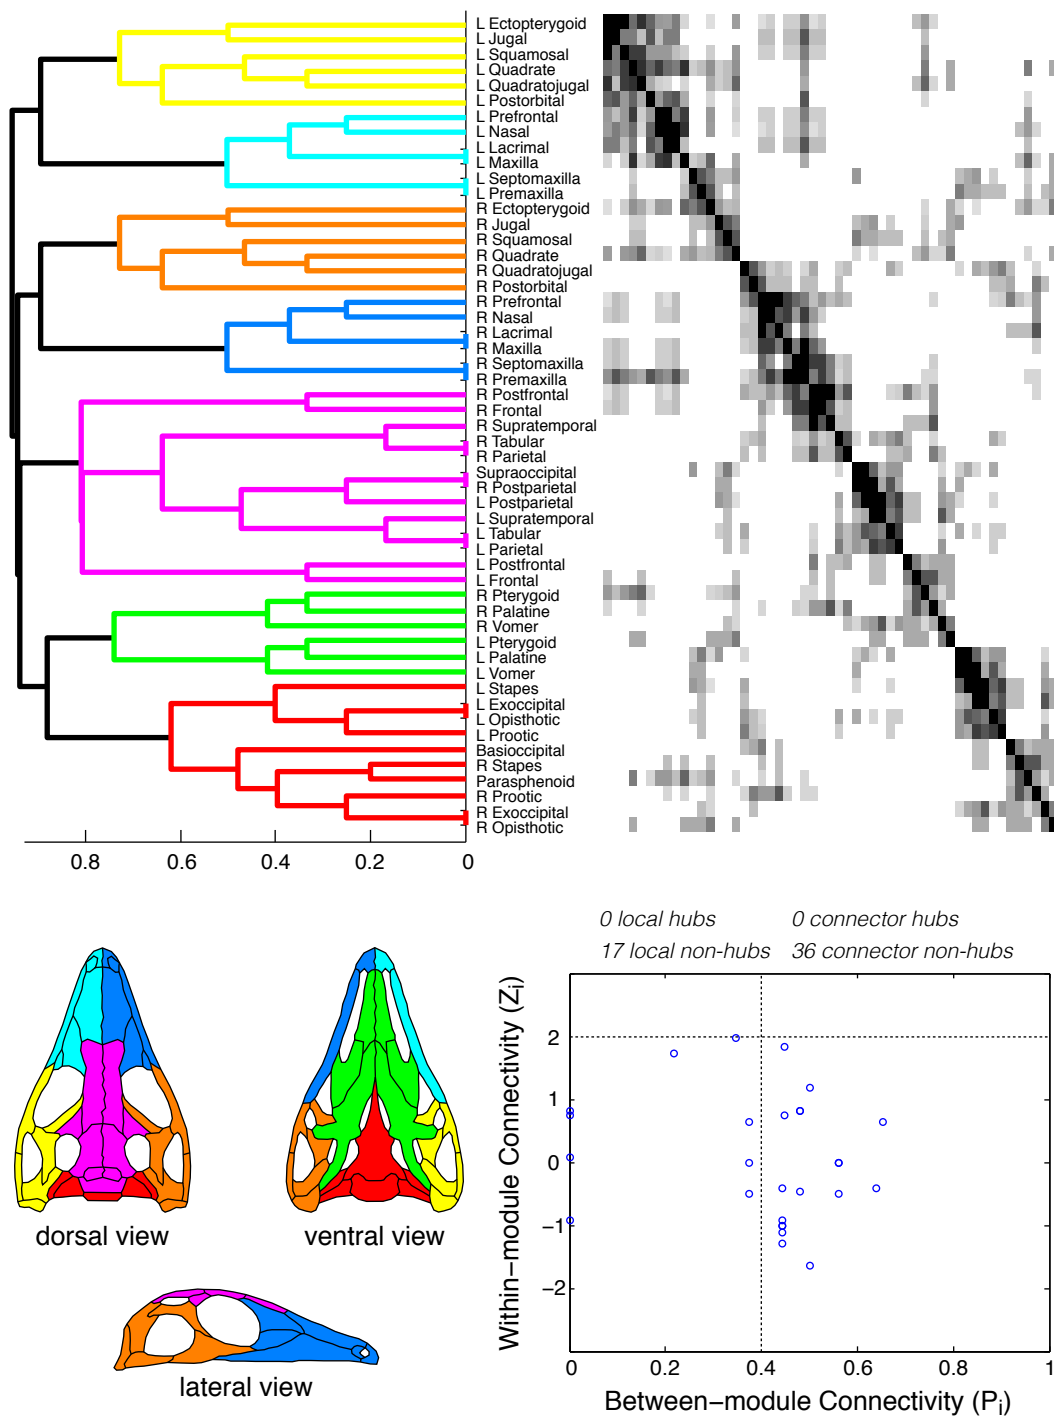 L Ectopterygoid
L Jugal
L Squamosal
L Quadrate
L Quadratojugal
L Postorbital
L Prefrontal
L Nasal
L Lacrimal
L Maxilla
L Septomaxilla
L Premaxilla
R Ectopterygoid
R Jugal
R Squamosal
R Quadrate
R Quadratojugal
R Postorbital
R Prefrontal
R Nasal
R Lacrimal
R Maxilla
R Septomaxilla
R Premaxilla
R Postfrontal
R Frontal
R Supratemporal
R Tabular
R Parietal
Supraoccipital
R Postparietal
L Postparietal
L Supratemporal
L Tabular
L Parietal
L Postfrontal
L Frontal
R Pterygoid
R Palatine
R Vomer
L Pterygoid
L Palatine
L Vomer
L Stapes
L Exoccipital
L Opisthotic
L Prootic
Basioccipital
R Stapes
Parasphenoid
R Prootic
R Exoccipital
R Opisthotic
0.8 0.6 0.4 0.2 0
dorsal view
ventral view
lateral view
0 local hubs 0 connector hubs
17 local non-hubs 36 connector non-hubs
Within−module Connectivity (Zi)
2
1
0
−1
−2
0 0.2 0.4 0.6 0.8 1
Between−module Connectivity (Pi)